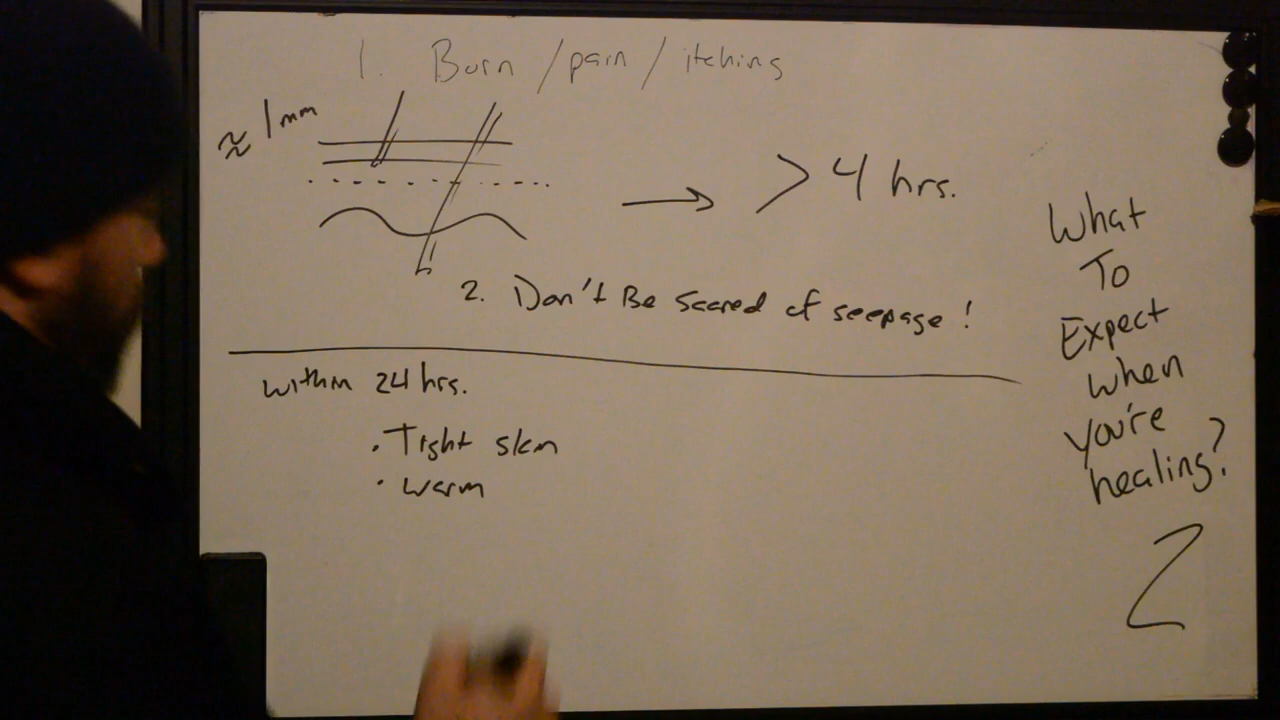 1. Burn /pain / itching
≈ 1mm
> 4 hrs.
2. Don't Be Scared of seepage!
within 24 hrs.
• Tight skin
• warm
What
To
Expect
when
you're
healing?
2